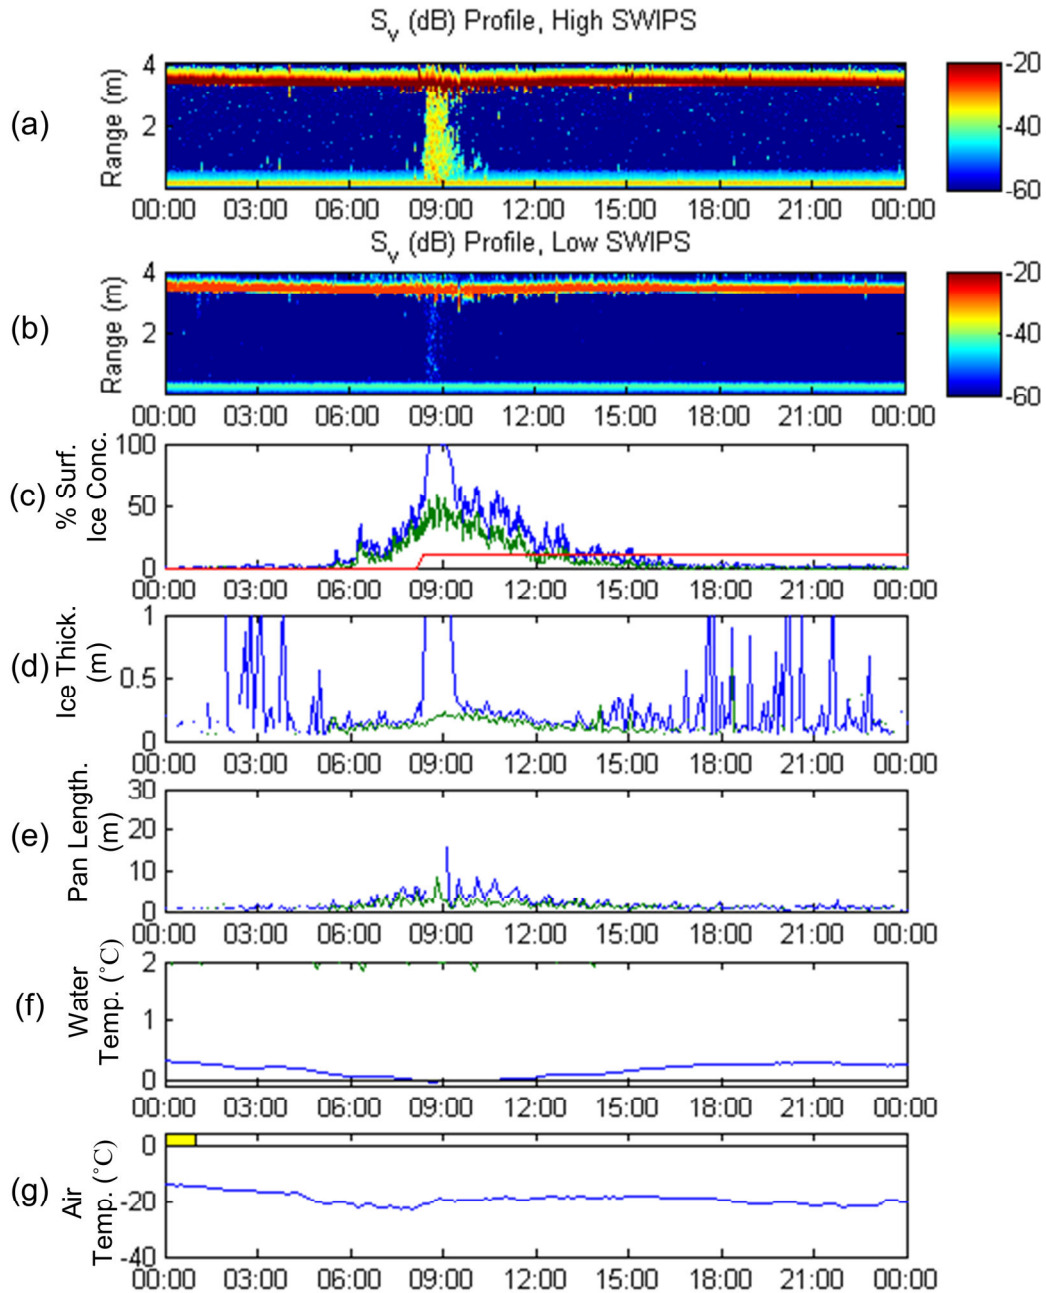 Sv (dB) Profile, High SWIPS
(a)
Range (m)
4
2
00:00 03:00 06:00 09:00 12:00 15:00 18:00 21:00 00:00
-20
-40
-60
Sv (dB) Profile, Low SWIPS
(b)
Range (m)
4
2
00:00 03:00 06:00 09:00 12:00 15:00 18:00 21:00 00:00
-20
-40
-60
(c)
% Surf.
Ice Conc.
100
50
0
00:00 03:00 06:00 09:00 12:00 15:00 18:00 21:00 00:00
(d)
Ice Thick.
(m)
1
0.5
0
00:00 03:00 06:00 09:00 12:00 15:00 18:00 21:00 00:00
(e)
Pan Length.
(m)
30
20
10
0
00:00 03:00 06:00 09:00 12:00 15:00 18:00 21:00 00:00
(f)
Water
Temp. (°C)
2
1
0
00:00 03:00 06:00 09:00 12:00 15:00 18:00 21:00 00:00
(g)
Air
Temp. (°C)
0
-20
-40
00:00 03:00 06:00 09:00 12:00 15:00 18:00 21:00 00:00